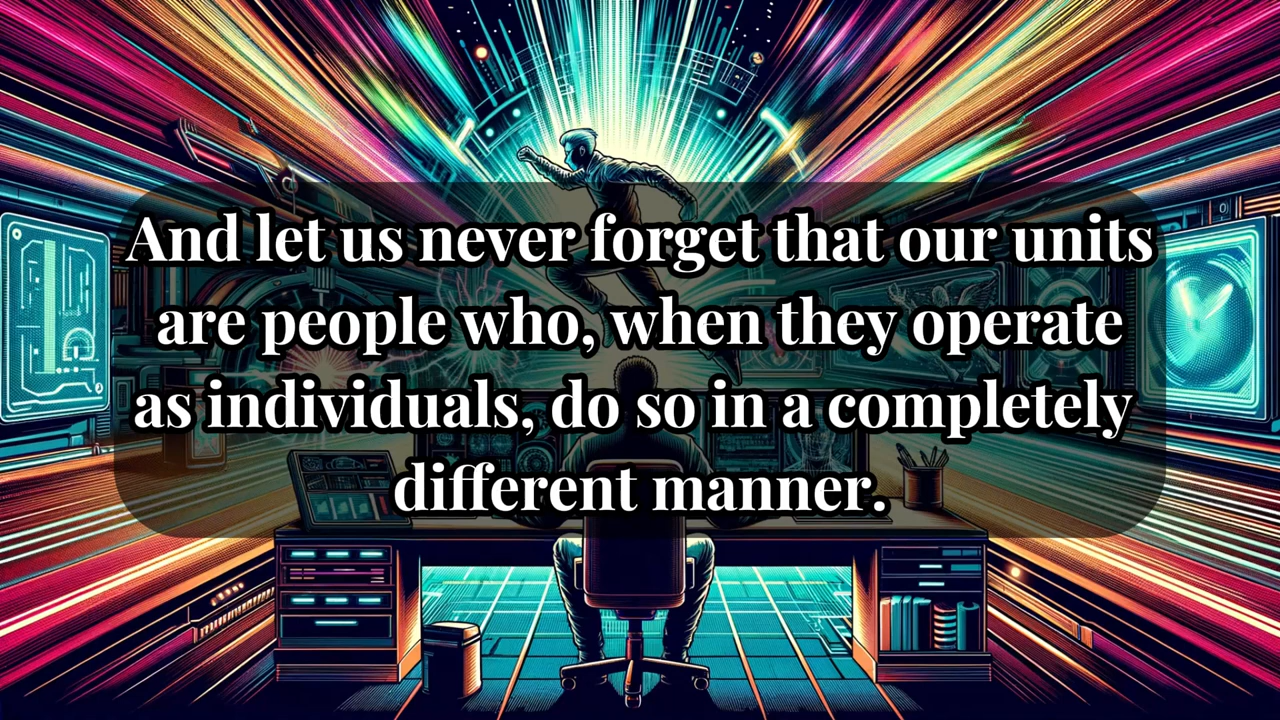 And let us never forget that our units
are people who, when they operate
as individuals, do so in a completely
different manner.